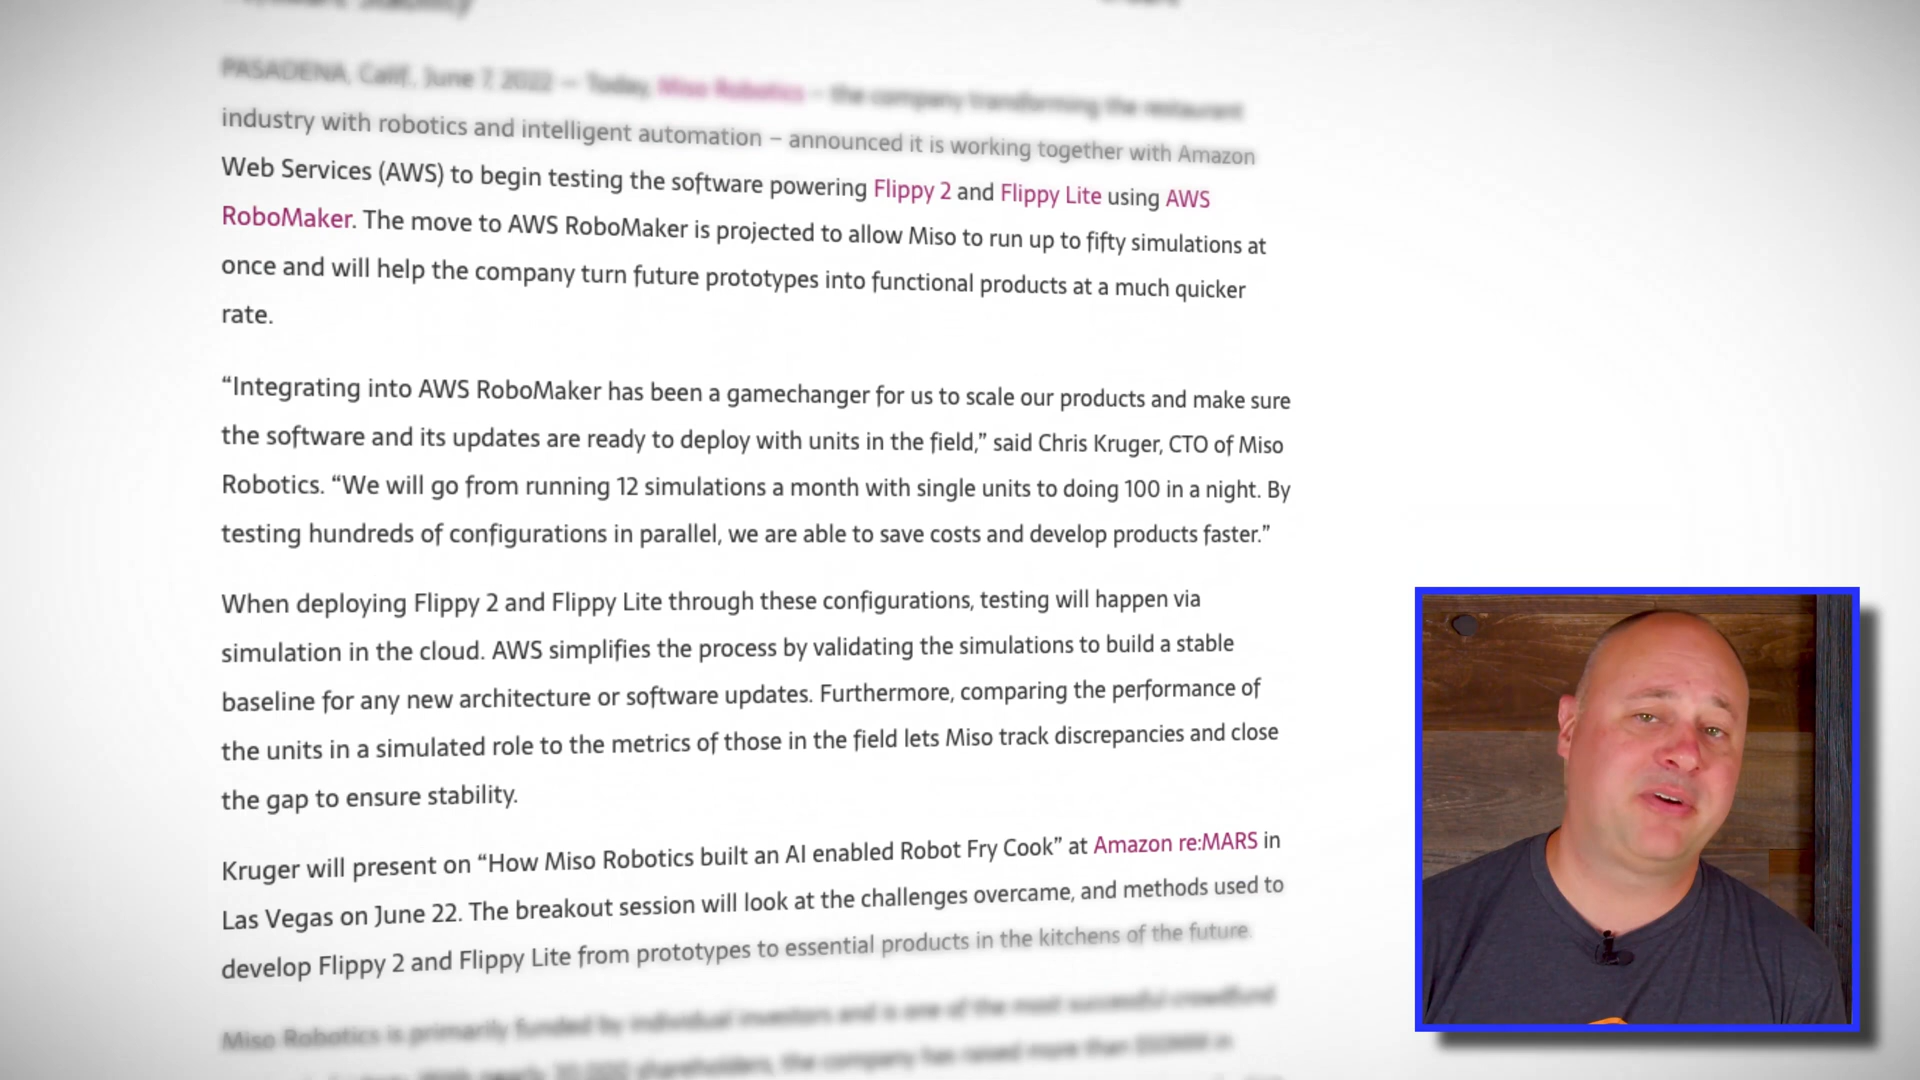 PASADENA, Calif., June 7, 2022 — Today, Miso Robotics – the company transforming the restaurant
industry with robotics and intelligent automation – announced it is working together with Amazon
Web Services (AWS) to begin testing the software powering Flippy 2 and Flippy Lite using AWS
RoboMaker. The move to AWS RoboMaker is projected to allow Miso to run up to fifty simulations at
once and will help the company turn future prototypes into functional products at a much quicker
rate.
“Integrating into AWS RoboMaker has been a gamechanger for us to scale our products and make sure
the software and its updates are ready to deploy with units in the field,” said Chris Kruger, CTO of Miso
Robotics. “We will go from running 12 simulations a month with single units to doing 100 in a night. By
testing hundreds of configurations in parallel, we are able to save costs and develop products faster.”
When deploying Flippy 2 and Flippy Lite through these configurations, testing will happen via
simulation in the cloud. AWS simplifies the process by validating the simulations to build a stable
baseline for any new architecture or software updates. Furthermore, comparing the performance of
the units in a simulated role to the metrics of those in the field lets Miso track discrepancies and close
the gap to ensure stability.
Kruger will present on “How Miso Robotics built an AI enabled Robot Fry Cook” at Amazon re:MARS in
Las Vegas on June 22. The breakout session will look at the challenges overcame, and methods used to
develop Flippy 2 and Flippy Lite from prototypes to essential products in the kitchens of the future.
Miso Robotics is primarily funded by individual investors and is one of the most successful crowdfund
shareholders, the company has raised more than